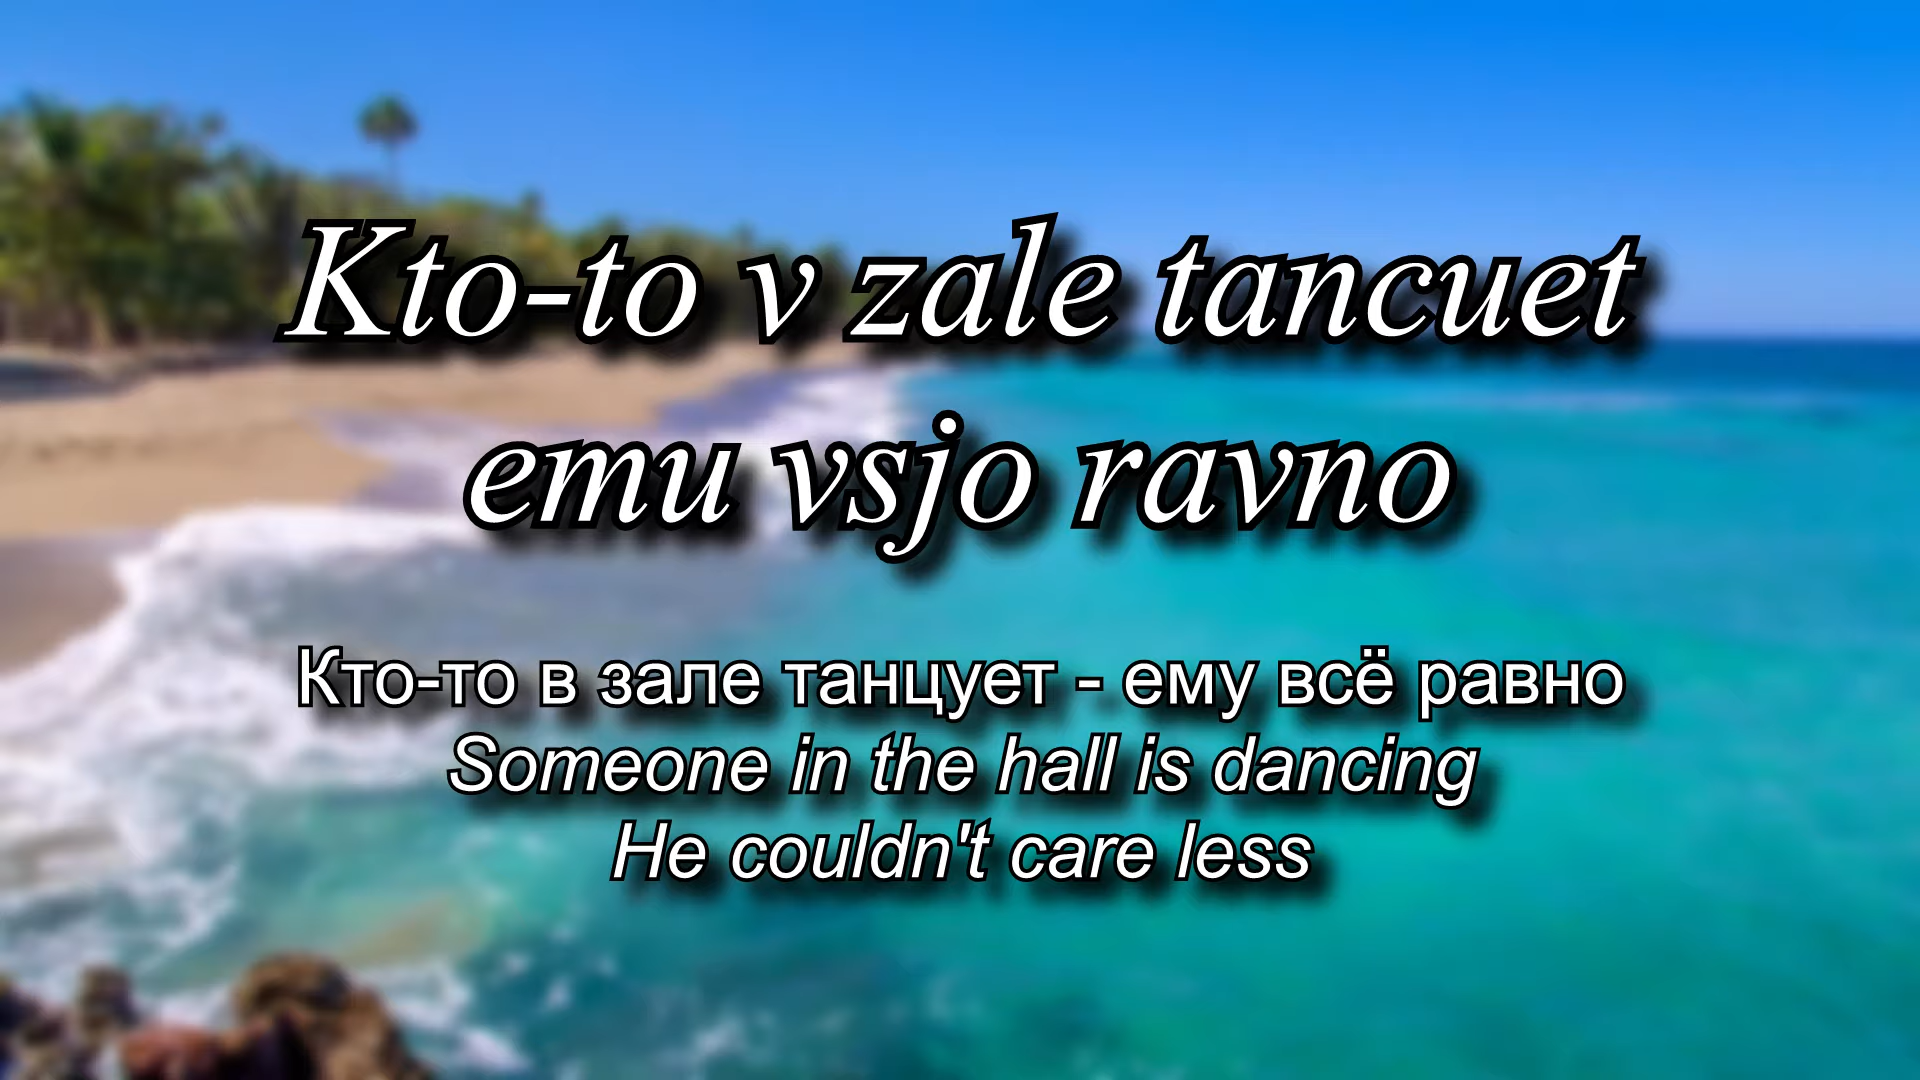 Kto-to v zale tancuet
emu vsjo ravno
Кто-то в зале танцует - ему всё равно
Someone in the hall is dancing
He couldn't care less